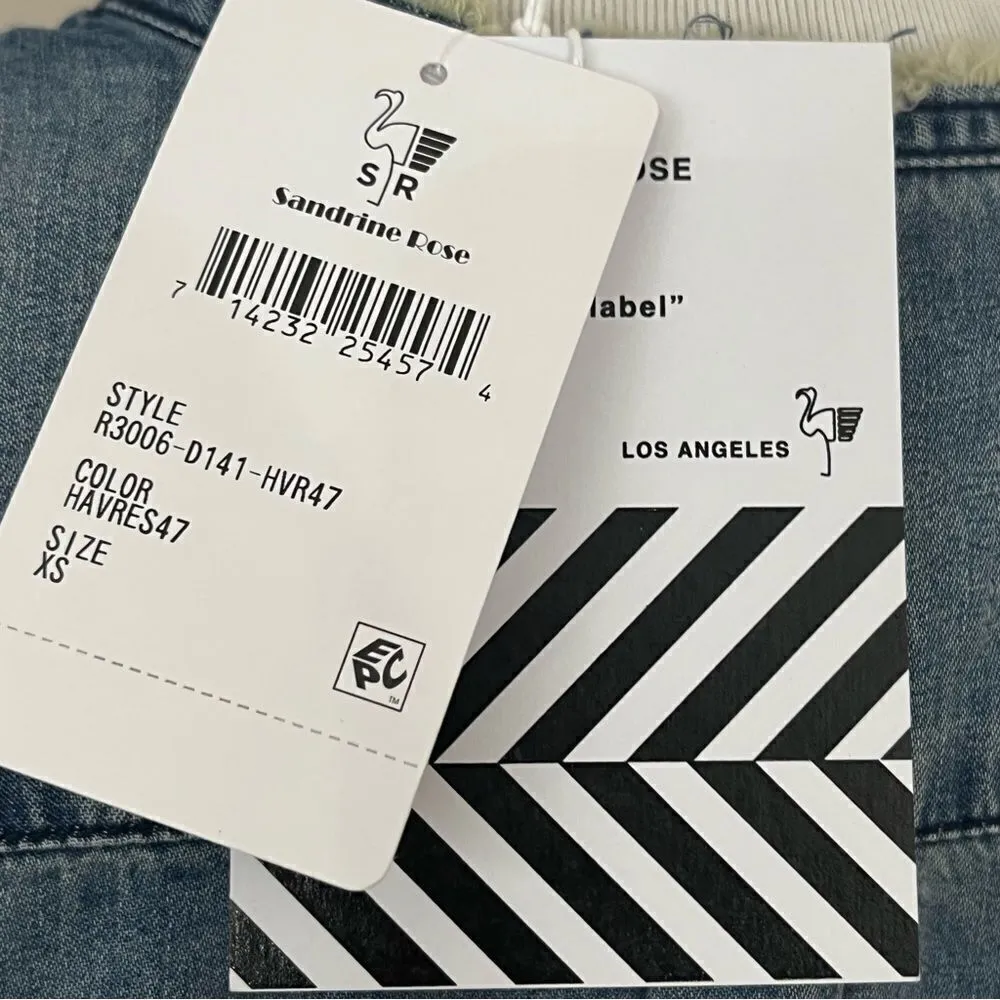 S R
Sandrine Rose
7 14232 25457 4
STYLE
R3006-D141-HVR47
COLOR
HAVRES47
SIZE
XS
EPC
TM
OSE
label”
LOS ANGELES